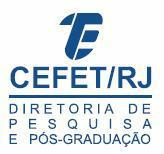 CEFET/RJ
DIRETORIA DE
PESQUISA
E PÓS-GRADUAÇÃO